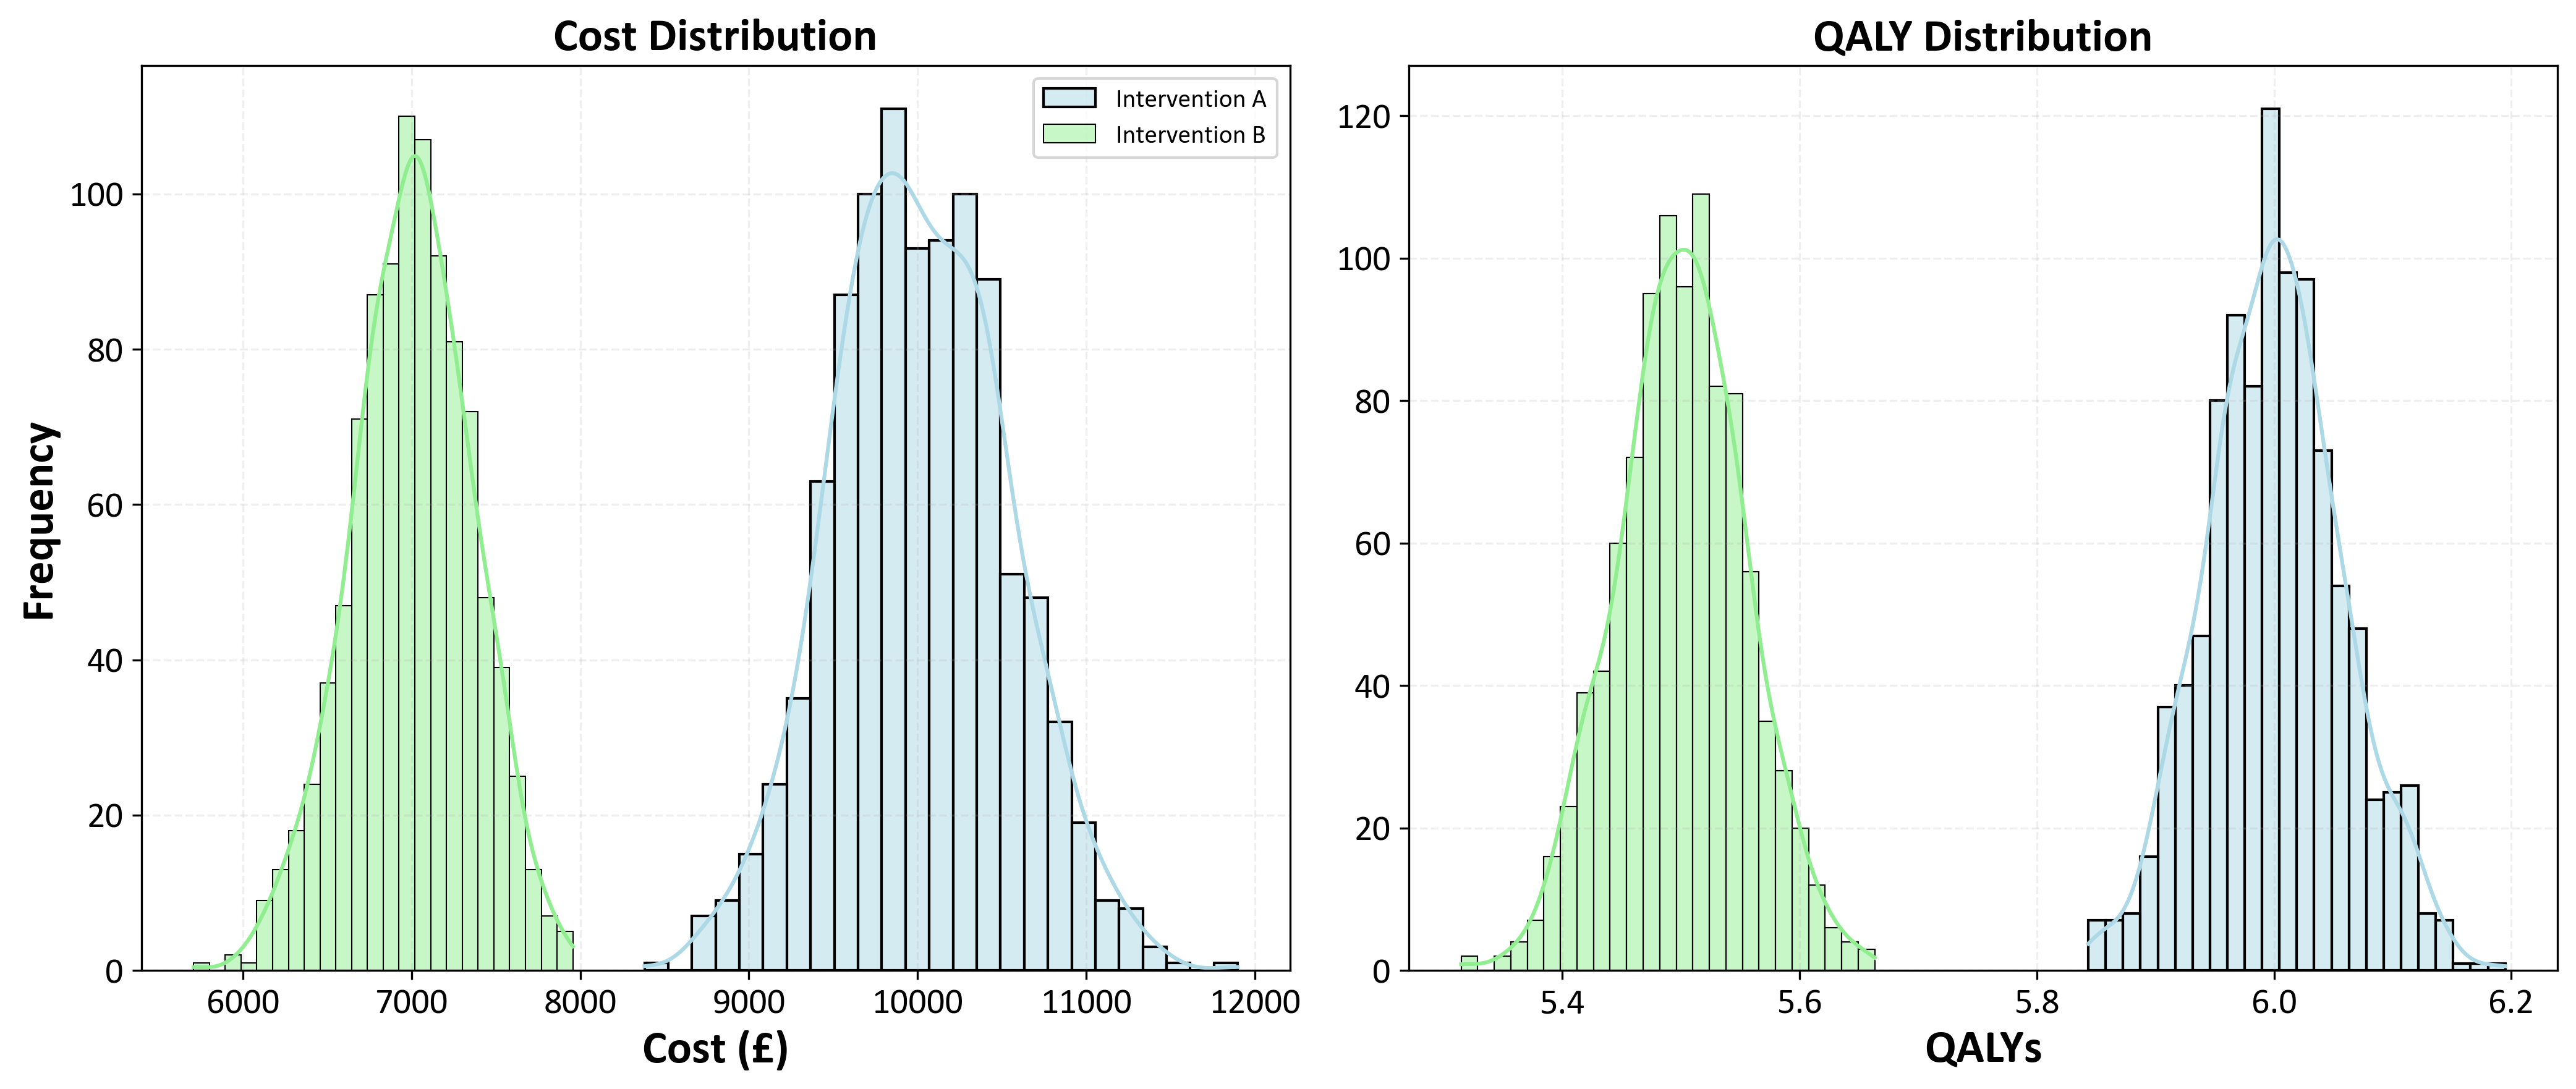 Cost Distribution
Intervention A
Intervention B
Frequency
100
80
60
40
20
0
6000 7000 8000 9000 10000 11000 12000
Cost (£)
QALY Distribution
120
100
80
60
40
20
0
5.4 5.6 5.8 6.0 6.2
QALYs